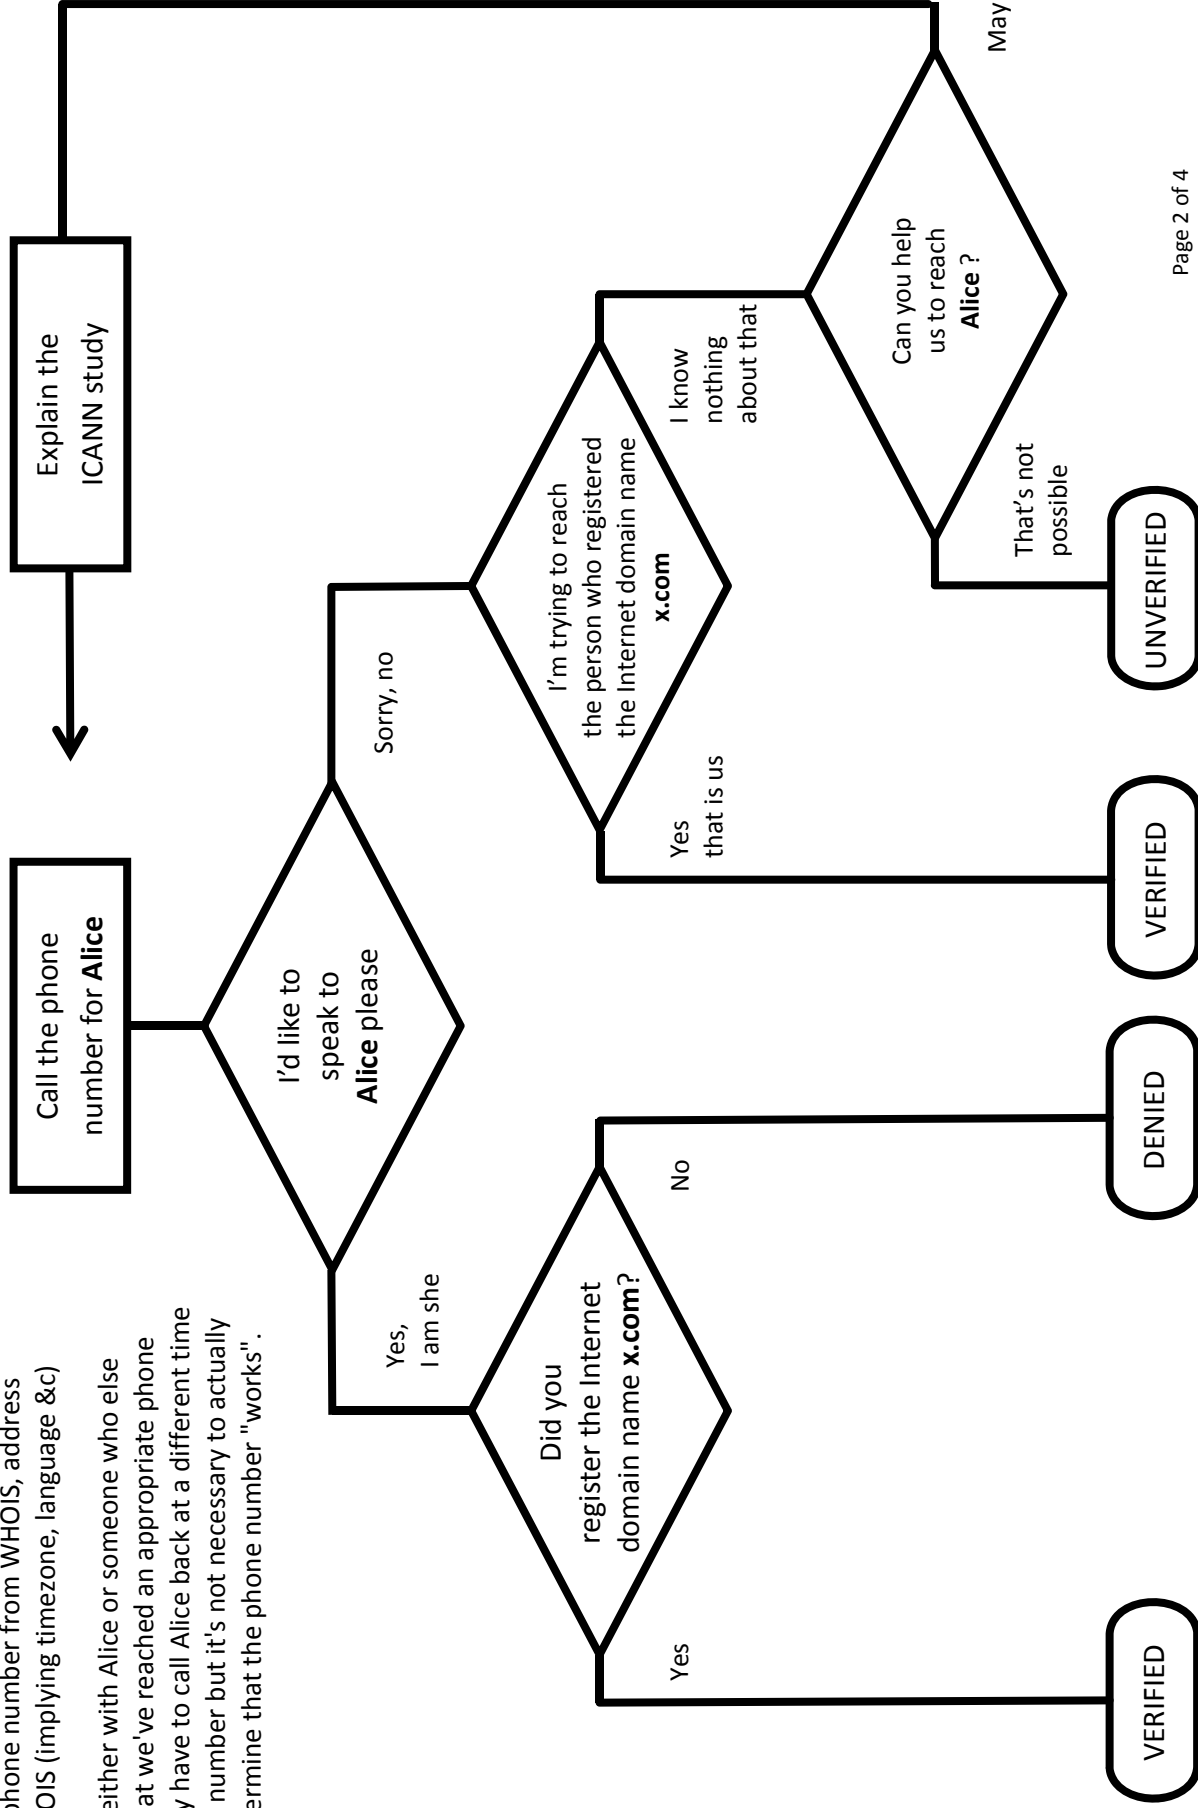 phone number from WHOIS, address
OIS (implying timezone, language &c)
either with Alice or someone who else
at we've reached an appropriate phone
y have to call Alice back at a different time
number but it's not necessary to actually
ermine that the phone number "works".
Call the phone
number for Alice
Explain the
ICANN study
I'd like to
speak to
Alice please
Yes,
I am she
Sorry, no
Did you
register the Internet
domain name x.com?
I'm trying to reach
the person who registered
the Internet domain name
x.com
Yes
No
Yes
that is us
I know
nothing
about that
Can you help
us to reach
Alice ?
That's not
possible
May
VERIFIED
DENIED
VERIFIED
UNVERIFIED
Page 2 of 4